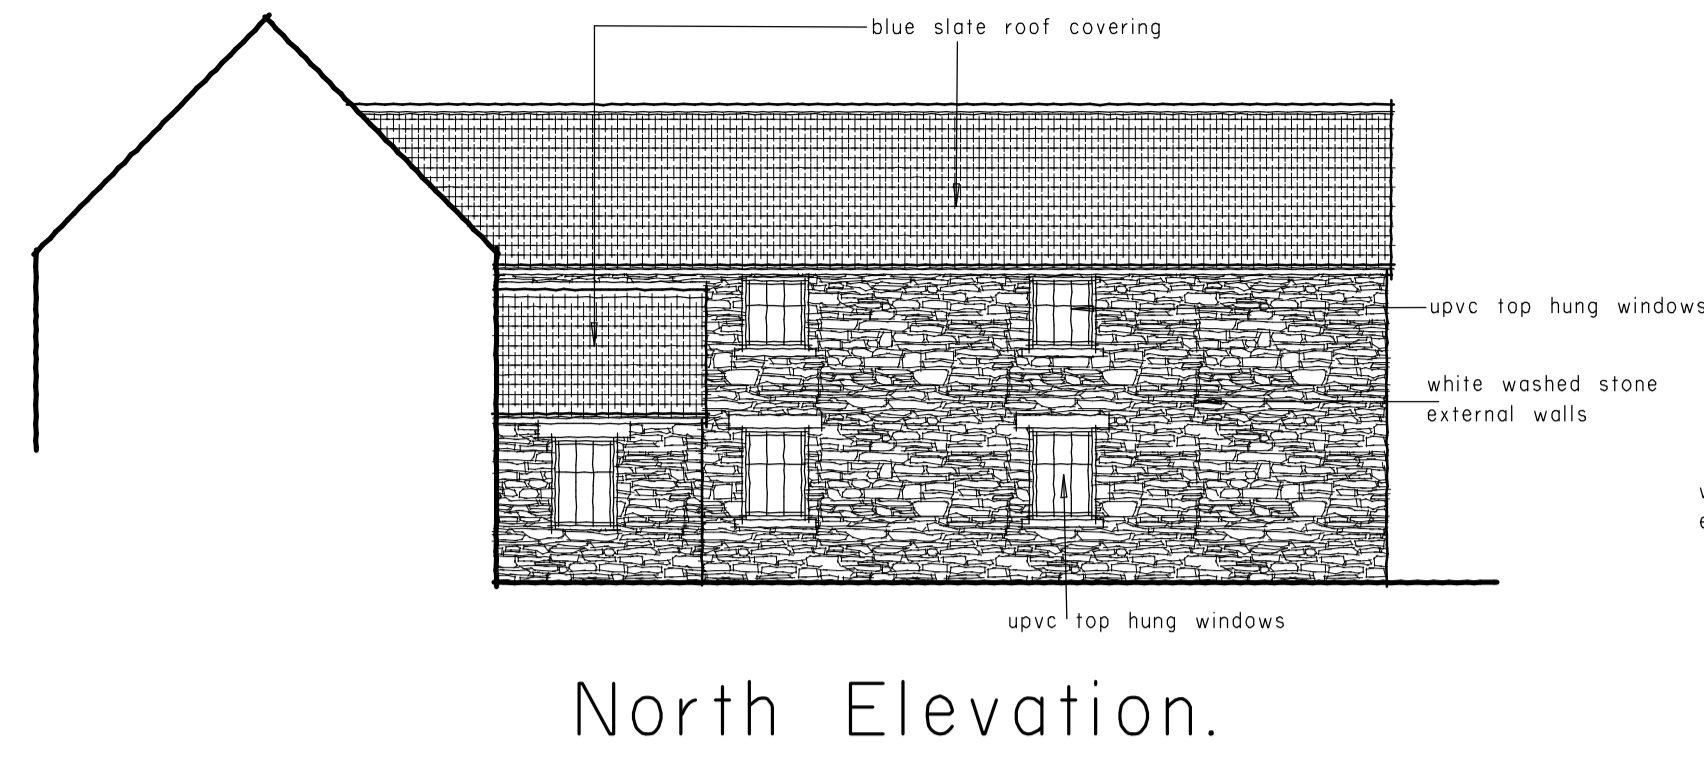 blue slate roof covering
upvc top hung windows
white washed stone
external walls
upvc top hung windows
North Elevation.